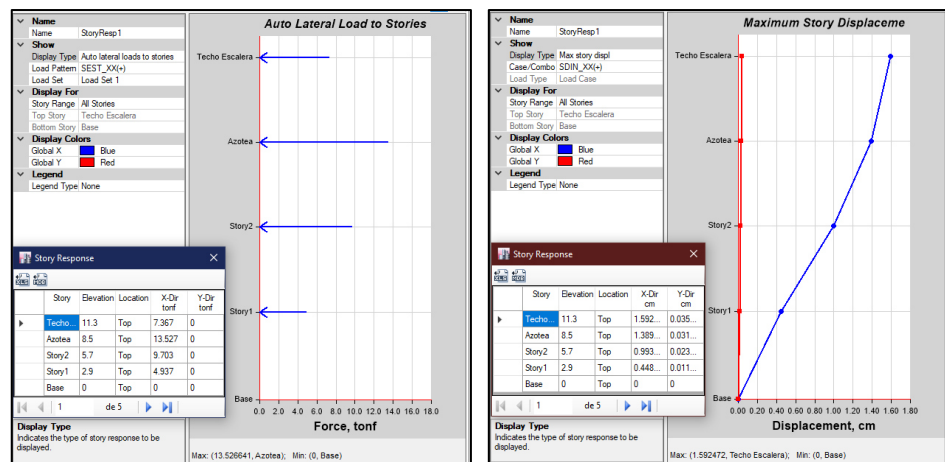 Name
Name StoryResp1
Show
Display Type Auto lateral loads to stories
Load Pattern SEST_XX(+)
Load Set Load Set 1
Display For
Story Range All Stories
Top Story Techo Escalera
Bottom Story Base
Display Colors
Global X Blue
Global Y Red
Legend
Legend Type None
Story Response
Story Elevation Location X-Dir tonf Y-Dir tonf
Techo... 11.3 Top 7.367 0
Azotea 8.5 Top 13.527 0
Story2 5.7 Top 9.703 0
Story1 2.9 Top 4.937 0
Base 0 Top 0 0
1 de 5
Display Type
Indicates the type of story response to be
displayed.
Auto Lateral Load to Stories
Techo Escalera
Azotea
Story2
Story1
Base
0.0 2.0 4.0 6.0 8.0 10.0 12.0 14.0 16.0 18.0
Force, tonf
Max: (13.526641, Azotea); Min: (0, Base)
Name
Name StoryResp1
Show
Display Type Max story displ
Case/Combo SDIN_XX(+)
Load Type Load Case
Display For
Story Range All Stories
Top Story Techo Escalera
Bottom Story Base
Display Colors
Global X Blue
Global Y Red
Legend
Legend Type None
Story Response
Story Elevation Location X-Dir cm Y-Dir cm
Techo... 11.3 Top 1.592... 0.035...
Azotea 8.5 Top 1.389... 0.031...
Story2 5.7 Top 0.993... 0.023...
Story1 2.9 Top 0.448... 0.011...
Base 0 Top 0 0
1 de 5
Display Type
Indicates the type of story response to be
displayed.
Maximum Story Displaceme
Techo Escalera
Azotea
Story2
Story1
Base
0.00 0.20 0.40 0.60 0.80 1.00 1.20 1.40 1.60 1.80
Displacement, cm
Max: (1.592472, Techo Escalera); Min: (0, Base)